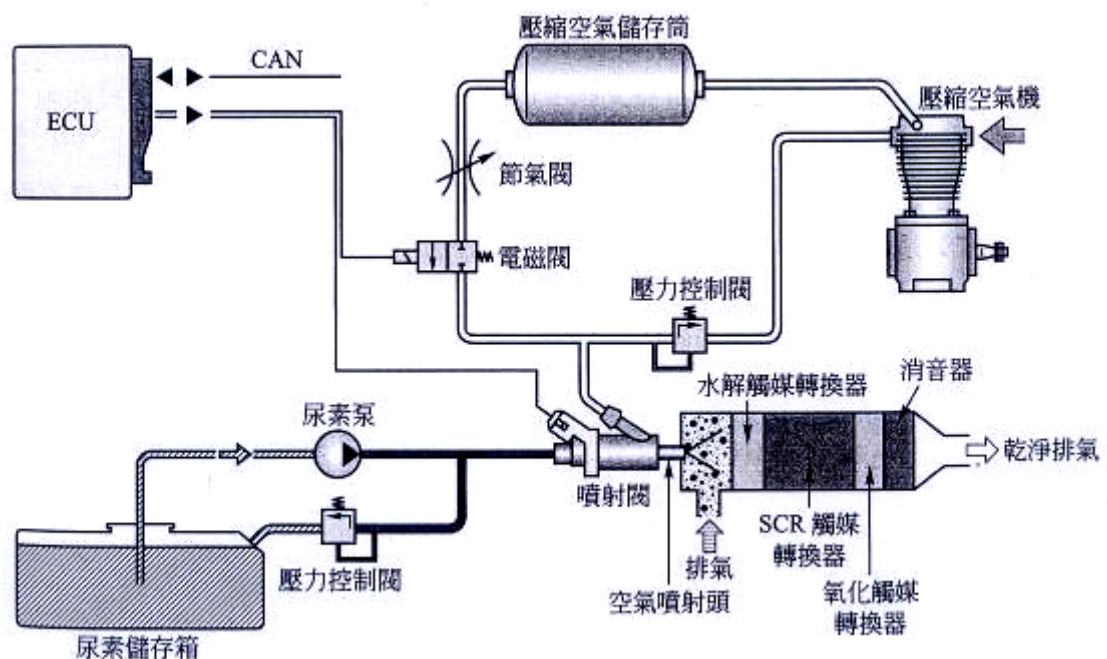 壓縮空氣儲存筒
CAN
ECU
壓縮空氣機
節氣閥
電磁閥
壓力控制閥
水解觸媒轉換器
消音器
尿素泵
乾淨排氣
噴射閥
SCR 觸媒
轉換器
排氣
壓力控制閥
空氣噴射頭
氧化觸媒
轉換器
尿素儲存箱